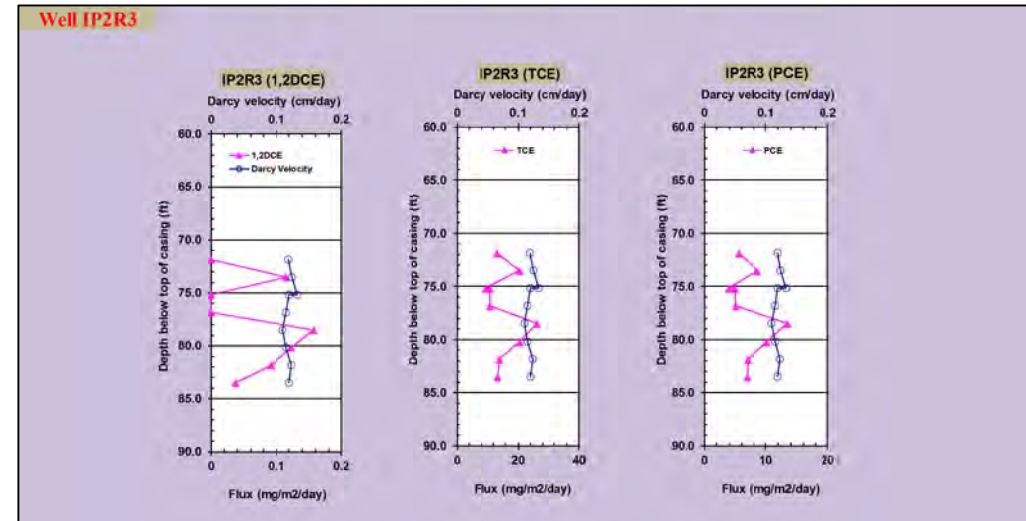 Well IP2R3
IP2R3 (1,2DCE)
Darcy velocity (cm/day)
0 0.1 0.2
60.0
65.0
70.0
75.0
80.0
85.0
90.0
Depth below top of casing (ft)
1,2DCE
Darcy Velocity
0 0.1 0.2
Flux (mg/m2/day)
IP2R3 (TCE)
Darcy velocity (cm/day)
0 0.1 0.2
60.0
65.0
70.0
75.0
80.0
85.0
90.0
Depth below top of casing (ft)
TCE
0 20 40
Flux (mg/m2/day)
IP2R3 (PCE)
Darcy velocity (cm/day)
0 0.1 0.2
60.0
65.0
70.0
75.0
80.0
85.0
90.0
Depth below top of casing (ft)
PCE
0 10 20
Flux (mg/m2/day)